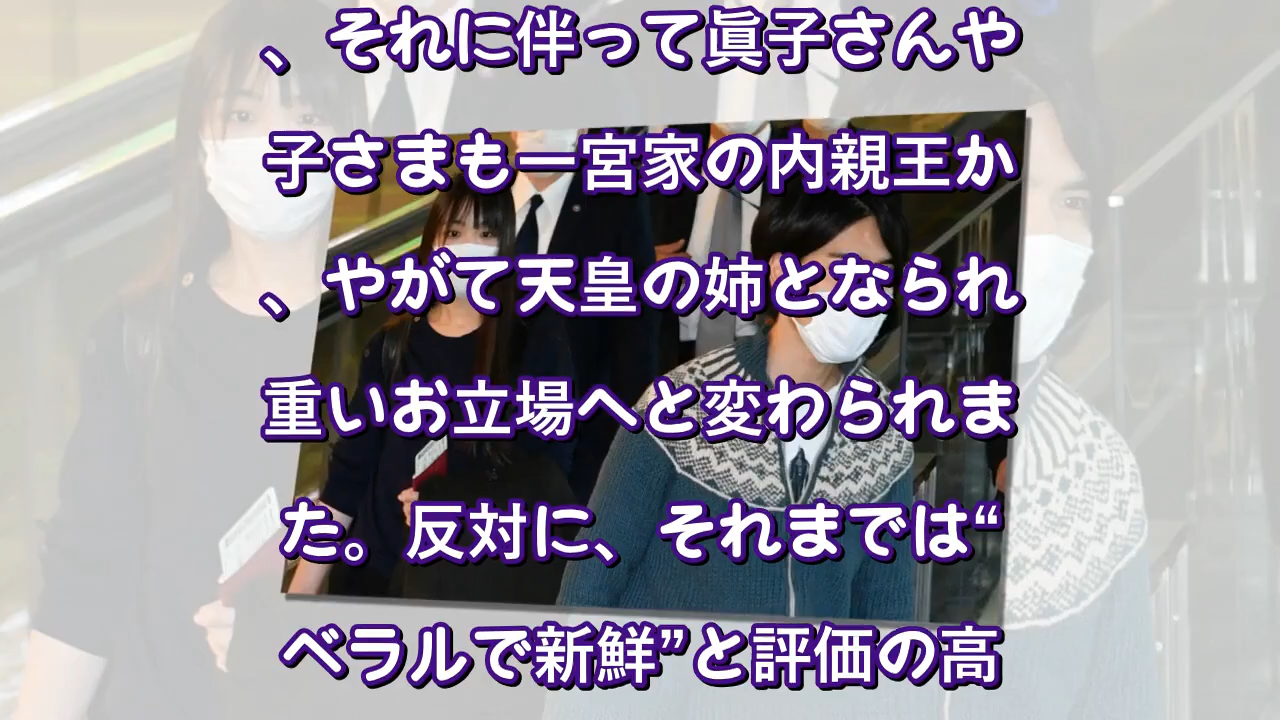 、それに伴って眞子さんや
子さまも一宮家の内親王か
、やがて天皇の姉となられ
重いお立場へと変わられま
た。反対に、それまでは“
ベラルで新鮮”と評価の高